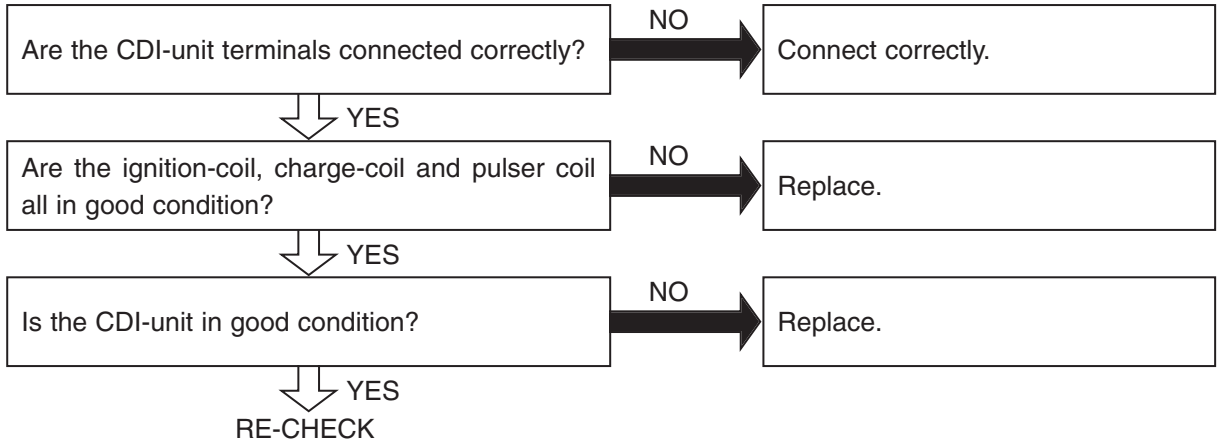 Are the CDI-unit terminals connected correctly?
NO
Connect correctly.
YES
Are the ignition-coil, charge-coil and pulser coil
all in good condition?
NO
Replace.
YES
Is the CDI-unit in good condition?
NO
Replace.
YES
RE-CHECK